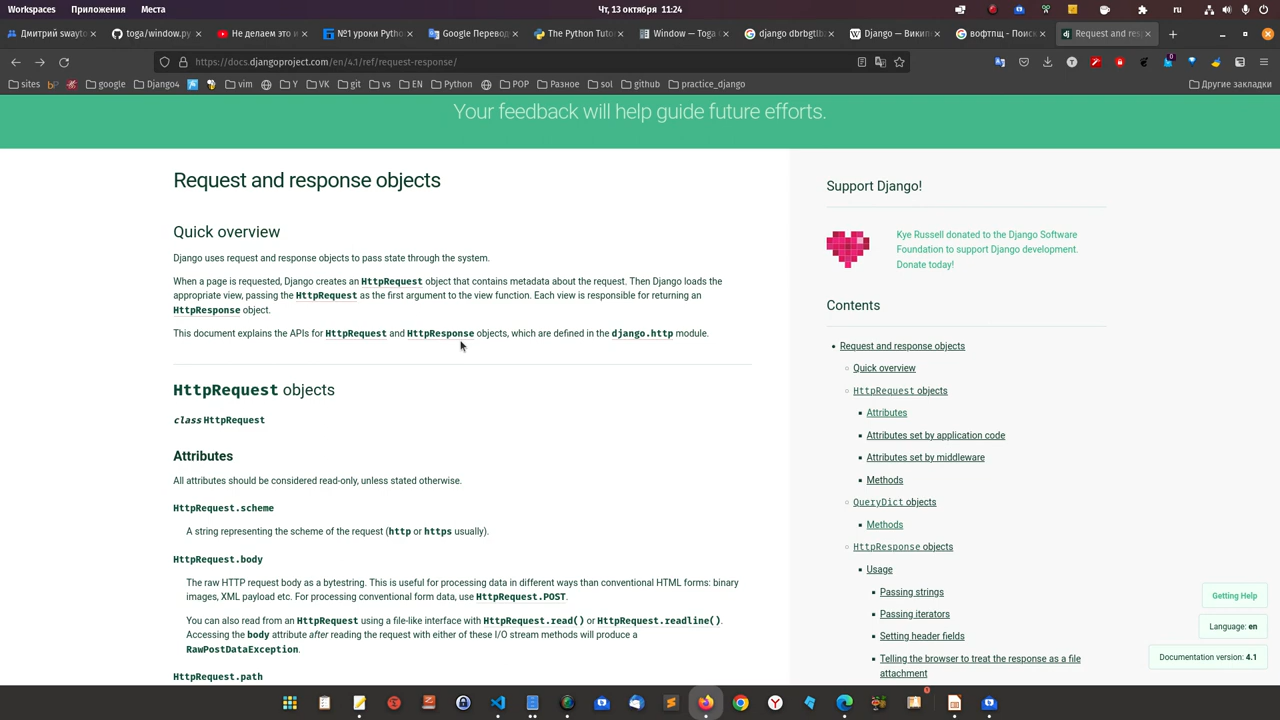 Workspaces Приложения Места Чт, 13 октября 11:24 ru
Дмитрий swayto
toga/window.py
Не делаем это и
№1 уроки Pytho
Google Перевод
The Python Tuto
Window — Toga
django dbrbgtlb
Django — Викип
вофтпщ - Поиск
Request and res
https://docs.djangoproject.com/en/4.1/ref/request-response/
sites google Django4 vim Y VK git vs EN Python POP Разное sol github practice_django Другие закладки
Your feedback will help guide future efforts.
Request and response objects
Quick overview
Django uses request and response objects to pass state through the system.
When a page is requested, Django creates an HttpRequest object that contains metadata about the request. Then Django loads the
appropriate view, passing the HttpRequest as the first argument to the view function. Each view is responsible for returning an
HttpResponse object.
This document explains the APIs for HttpRequest and HttpResponse objects, which are defined in the django.http module.
HttpRequest objects
class HttpRequest
Attributes
All attributes should be considered read-only, unless stated otherwise.
HttpRequest.scheme
A string representing the scheme of the request (http or https usually).
HttpRequest.body
The raw HTTP request body as a bytestring. This is useful for processing data in different ways than conventional HTML forms: binary
images, XML payload etc. For processing conventional form data, use HttpRequest.POST.
You can also read from an HttpRequest using a file-like interface with HttpRequest.read() or HttpRequest.readline().
Accessing the body attribute after reading the request with either of these I/O stream methods will produce a
RawPostDataException.
HttpRequest.path
Support Django!
Kye Russell donated to the Django Software
Foundation to support Django development.
Donate today!
Contents
Request and response objects
Quick overview
HttpRequest objects
Attributes
Attributes set by application code
Attributes set by middleware
Methods
QueryDict objects
Methods
HttpResponse objects
Usage
Passing strings
Passing iterators
Setting header fields
Telling the browser to treat the response as a file
attachment
Getting Help
Language: en
Documentation version: 4.1